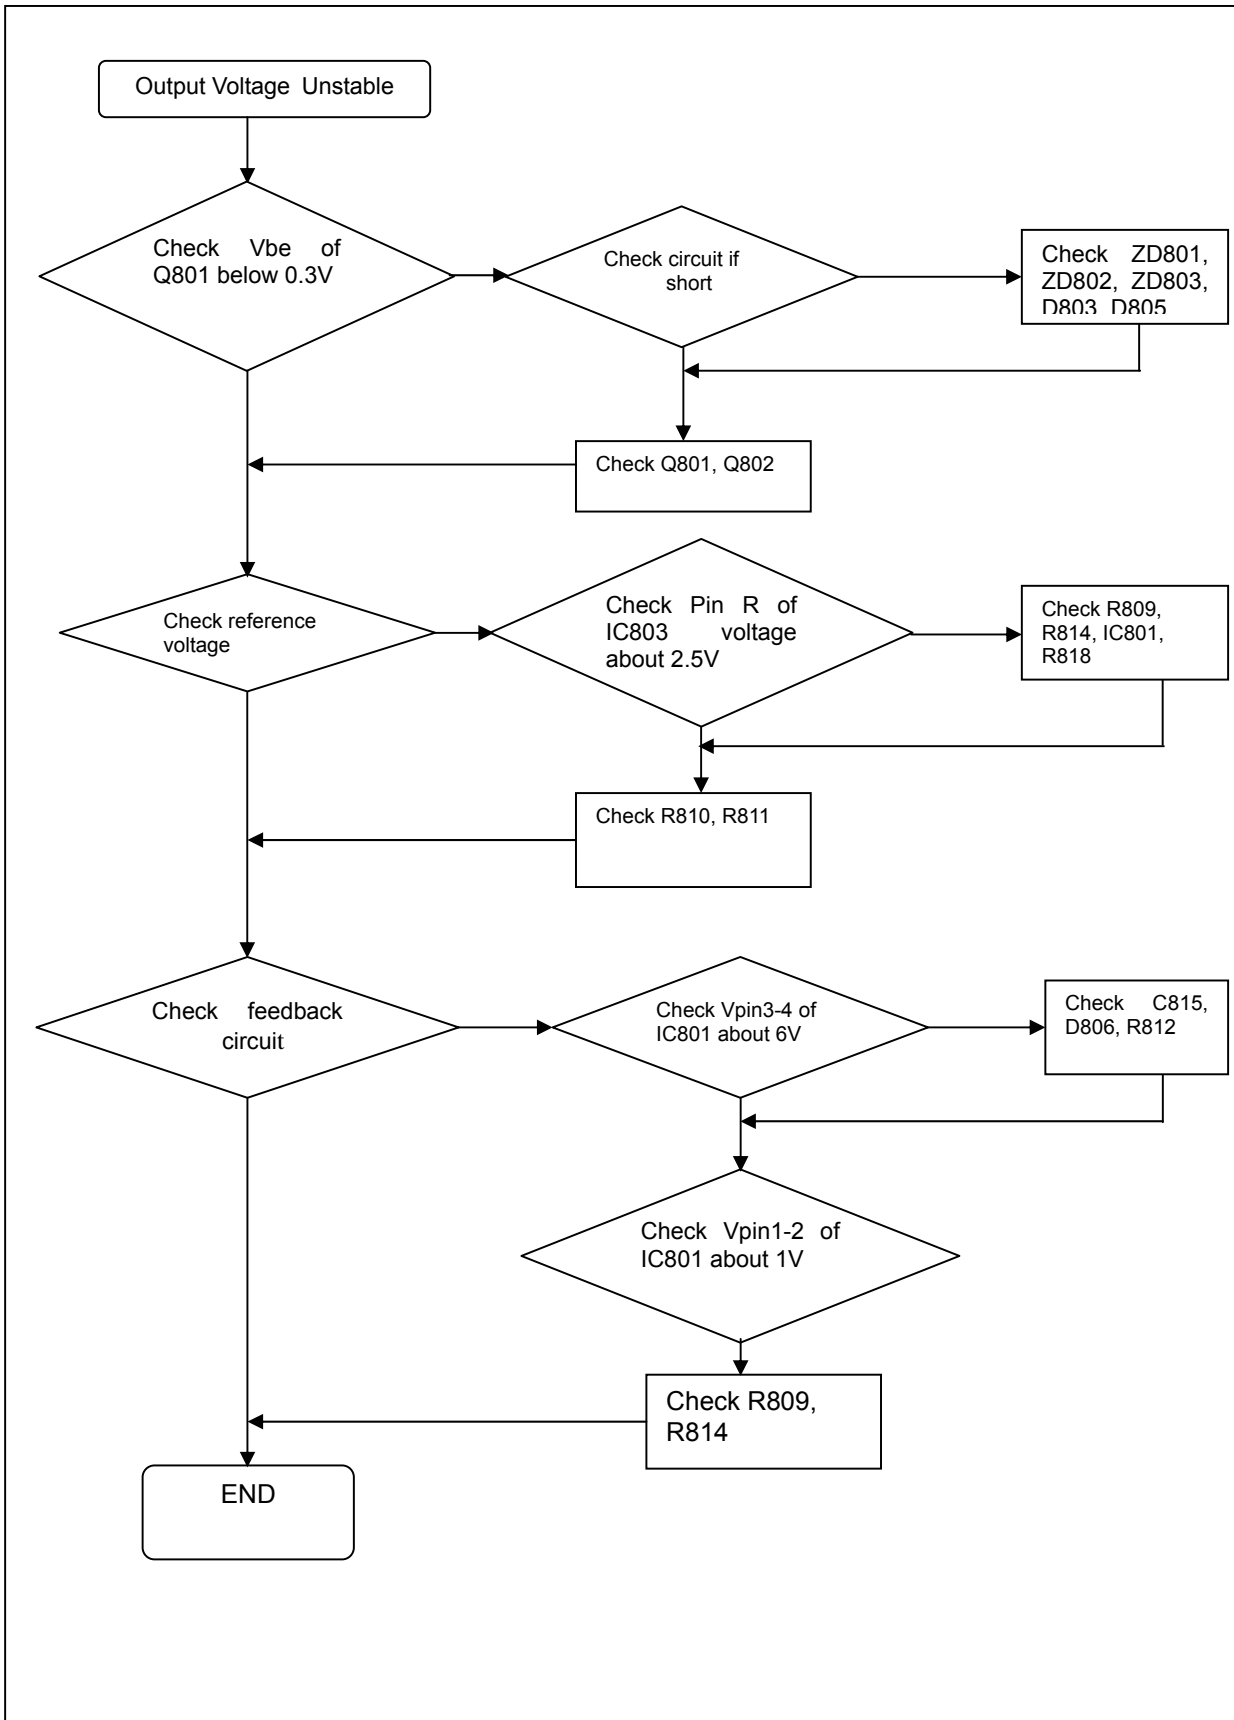 Output Voltage Unstable
Check Vbe of
Q801 below 0.3V
Check circuit if
short
Check ZD801,
ZD802, ZD803,
D803, D805
Check Q801, Q802
Check reference
voltage
Check Pin R of
IC803 voltage
about 2.5V
Check R809,
R814, IC801,
R818
Check R810, R811
Check feedback
circuit
Check Vpin3-4 of
IC801 about 6V
Check C815,
D806, R812
Check Vpin1-2 of
IC801 about 1V
Check R809,
R814
END